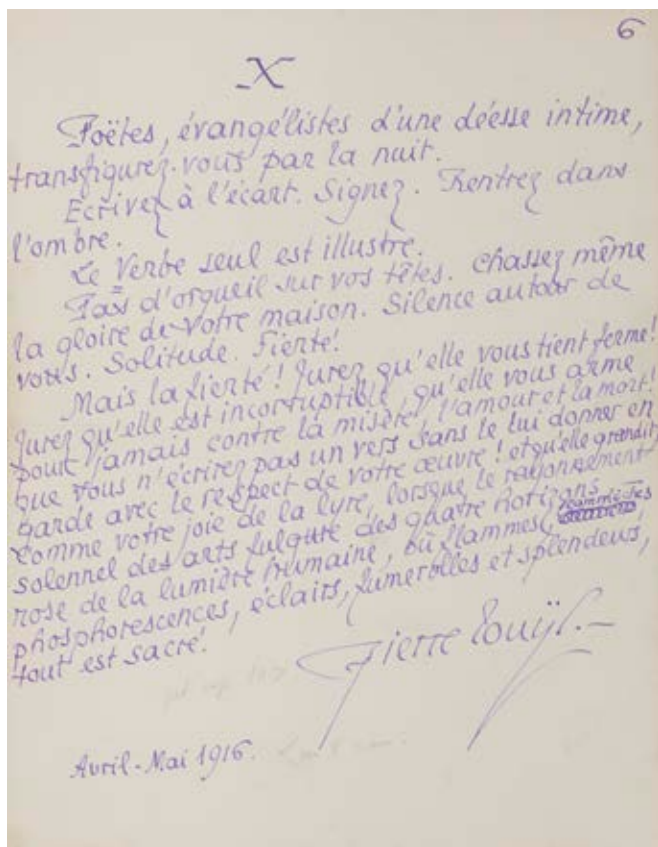 6
X
Poëtes, évangélistes d'une déesse intime,
transfigurez-vous par la nuit.
Ecrivez à l'écart. Signez. Rentrez dans
l'ombre.
Le Verbe seul est illustre.
Pas d'orgueil sur vos têtes. Chassez même
la gloire de votre maison. Silence autour de
vous. Solitude. Fierté!
Mais la fierté! Jurez qu'elle vous tient ferme!
Jurez qu'elle est incorruptible, qu'elle vous arme
pour jamais contre la misère, l'amour et la mort!
que vous n'écrirez pas un vers sans le lui donner en
garde avec le respect de votre œuvre! et qu'elle grandit,
comme votre joie de la lyre, lorsque le rayonnement
solennel des arts fulgure des quatre horizons
rose de la lumière humaine, où flammes,
phosphorescences, éclairs, fumerolles et splendeurs,
tout est sacré!
Pierre Louÿs.
Avril-Mai 1916.